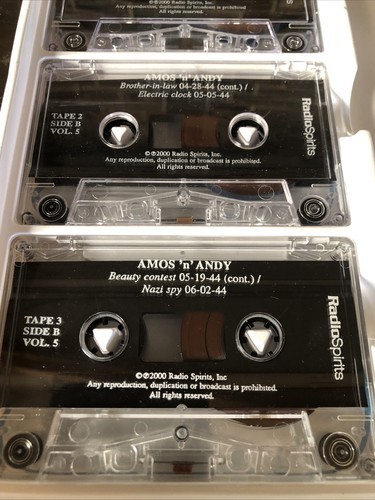 Any reproduction, duplication or broadcast is prohibited.
All rights reserved.
AMOS 'n' ANDY
Brother-in-law 04-28-44 (cont.) /
Electric clock 05-05-44
TAPE 2
SIDE B
VOL. 5
RadioSpirits
©℗2000 Radio Spirits, Inc
Any reproduction, duplication or broadcast is prohibited.
All rights reserved.
AMOS 'n' ANDY
Beauty contest 05-19-44 (cont.) /
Nazi spy 06-02-44
TAPE 3
SIDE B
VOL. 5
RadioSpirits
©℗2000 Radio Spirits, Inc
Any reproduction, duplication or broadcast is prohibited.
All rights reserved.